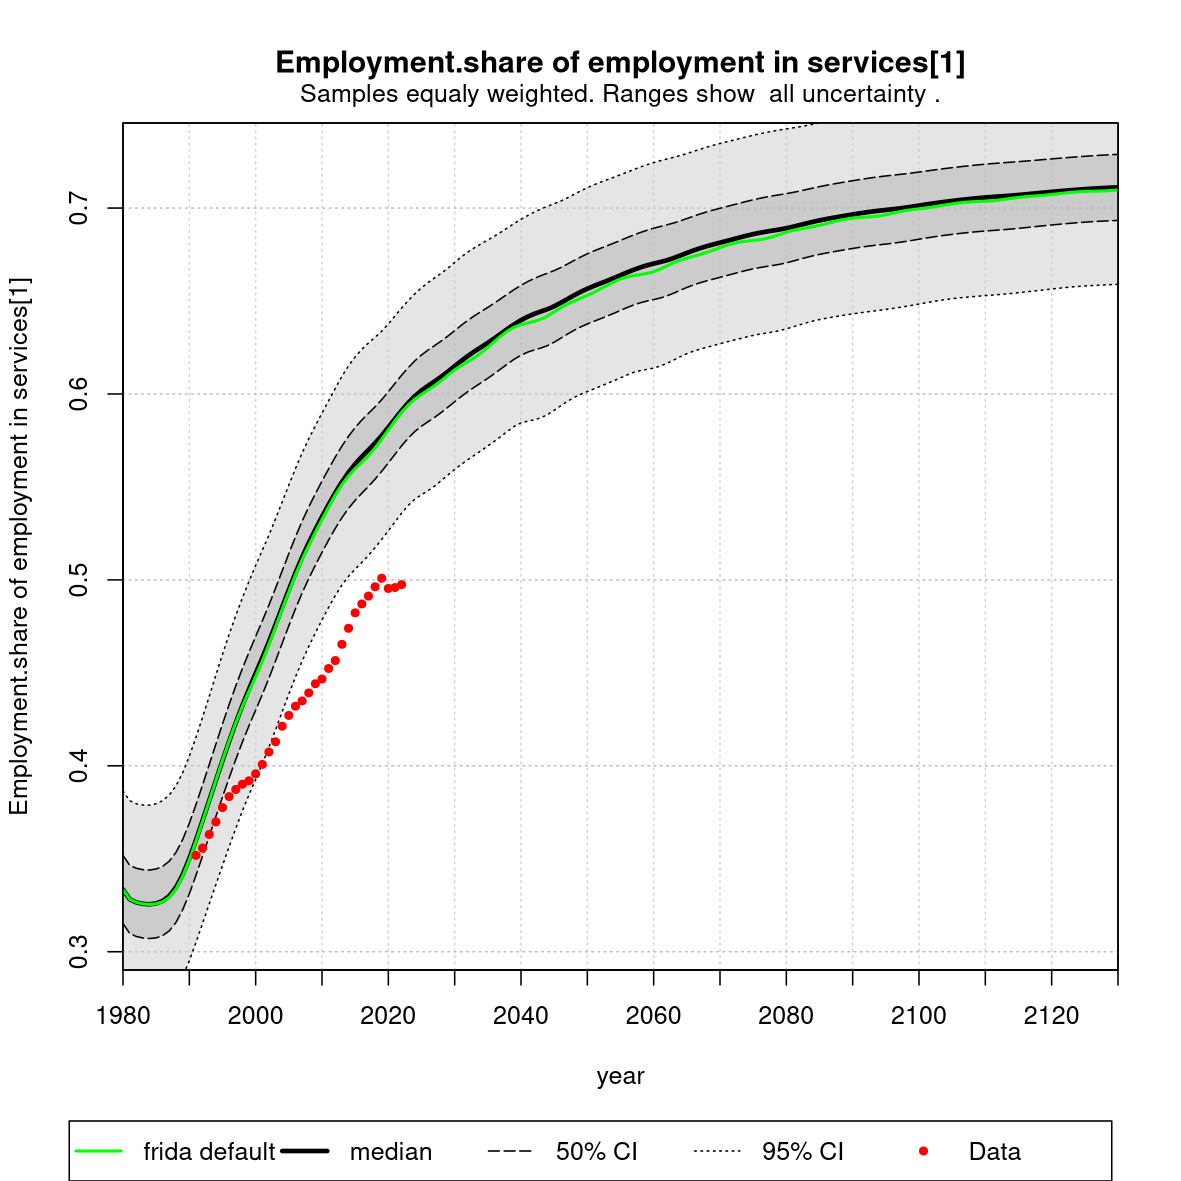 Employment.share of employment in services[1]
Samples equaly weighted. Ranges show  all uncertainty .
Employment.share of employment in services[1]
0.7
0.6
0.5
0.4
0.3
1980 2000 2020 2040 2060 2080 2100 2120
year
frida default median 50% CI 95% CI Data